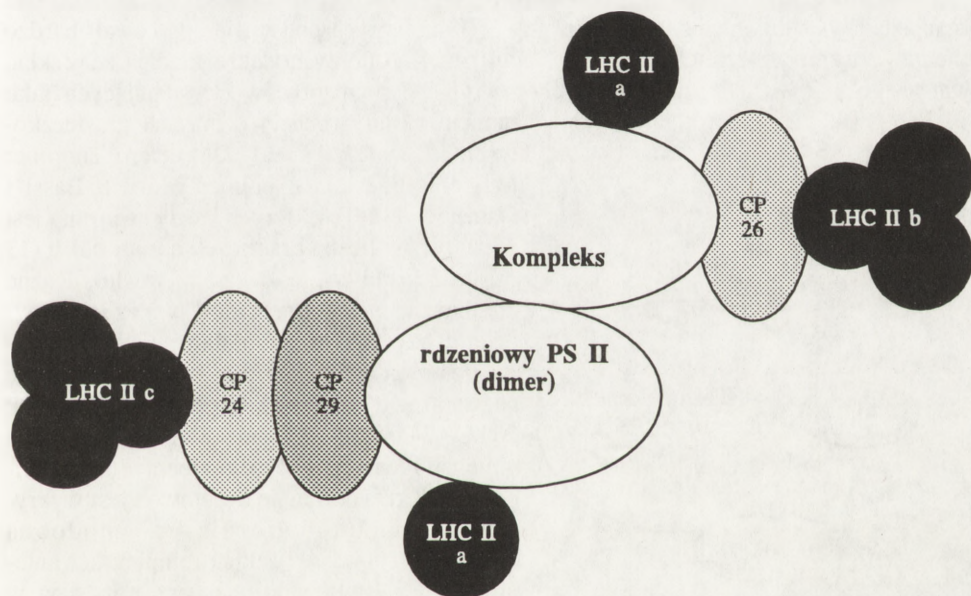 LHC II
a
CP
26
LHC II b
Kompleks
rdzeniowy PS II
(dimer)
LHC II c
CP
24
CP
29
LHC II
a